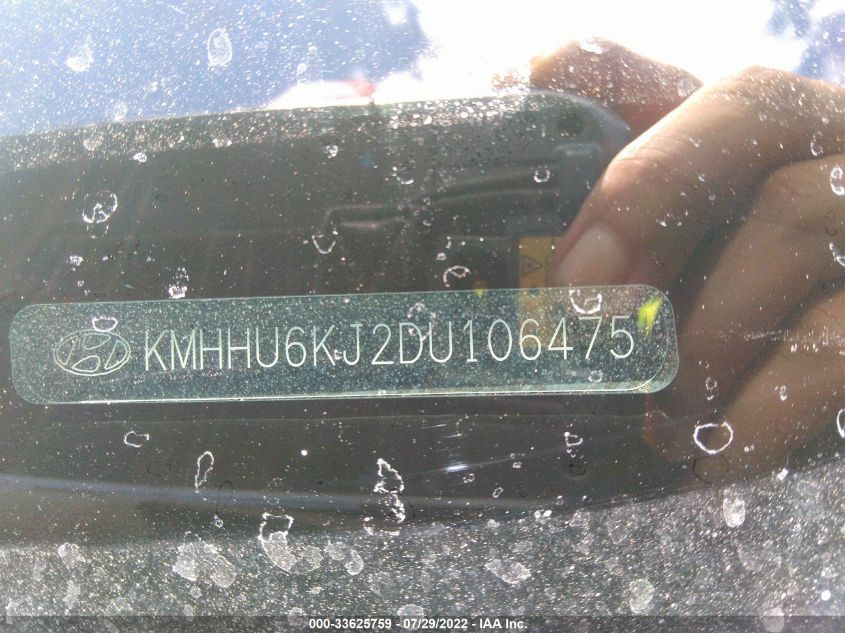 KMHHU6KJ2DU106475
000-33625759 — 07/29/2022 — IAA Inc.